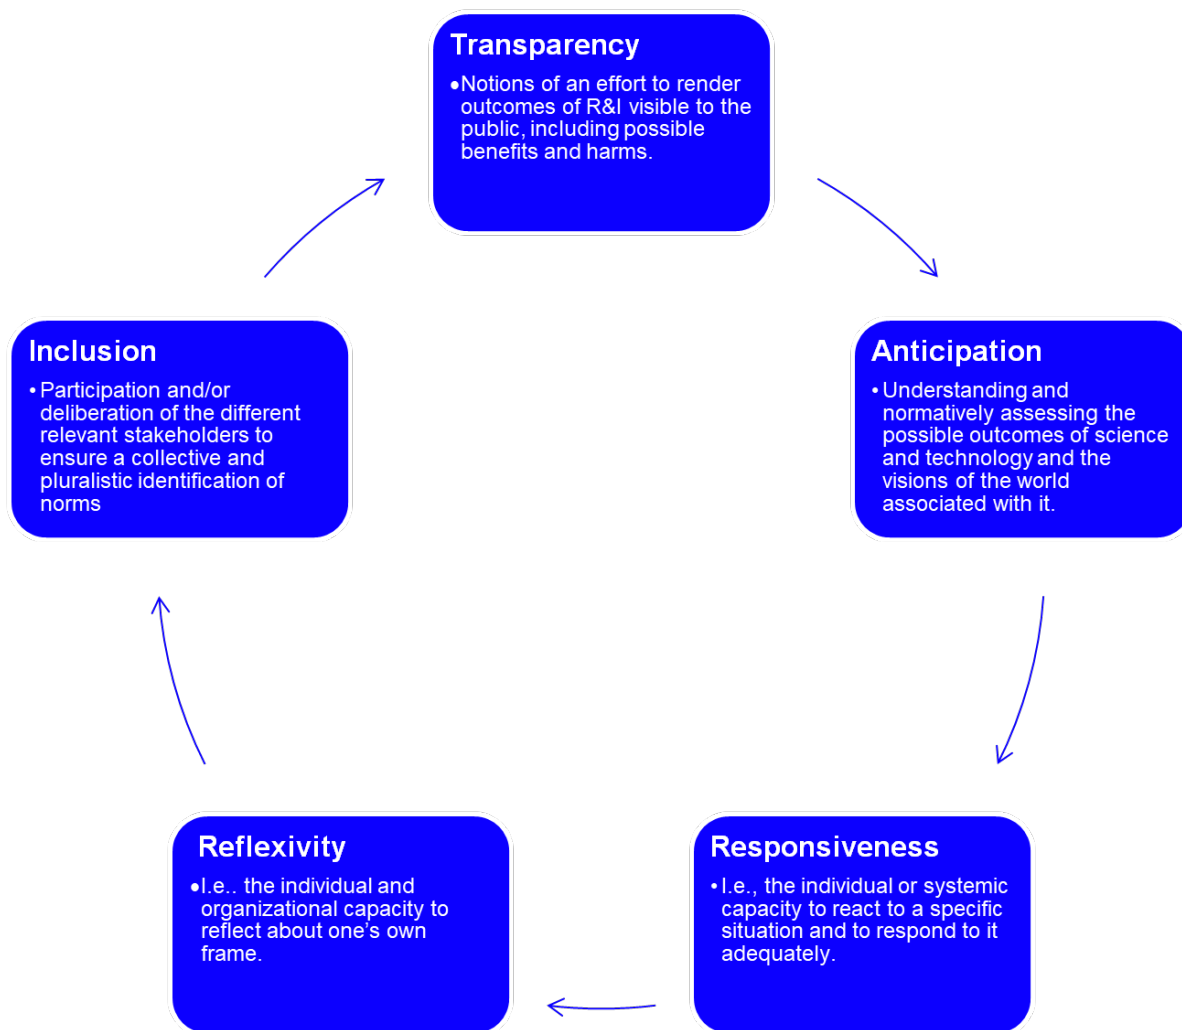 Transparency
•Notions of an effort to render
outcomes of R&I visible to the
public, including possible
benefits and harms.
Anticipation
• Understanding and
normatively assessing the
possible outcomes of science
and technology and the
visions of the world
associated with it.
Responsiveness
• I.e., the individual or systemic
capacity to react to a specific
situation and to respond to it
adequately.
Reflexivity
•I.e.. the individual and
organizational capacity to
reflect about one’s own
frame.
Inclusion
• Participation and/or
deliberation of the different
relevant stakeholders to
ensure a collective and
pluralistic identification of
norms